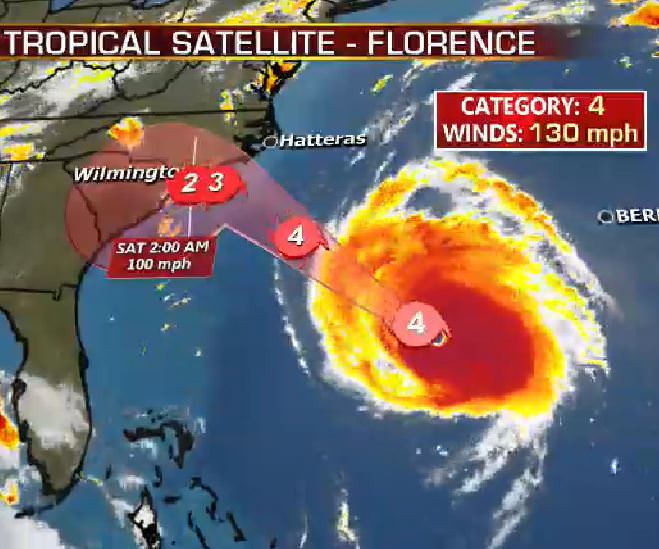 TROPICAL SATELLITE - FLORENCE
CATEGORY: 4
WINDS: 130 mph
Hatteras
Wilmingto
2 3
BER
4
SAT 2:00 AM
100 mph
4